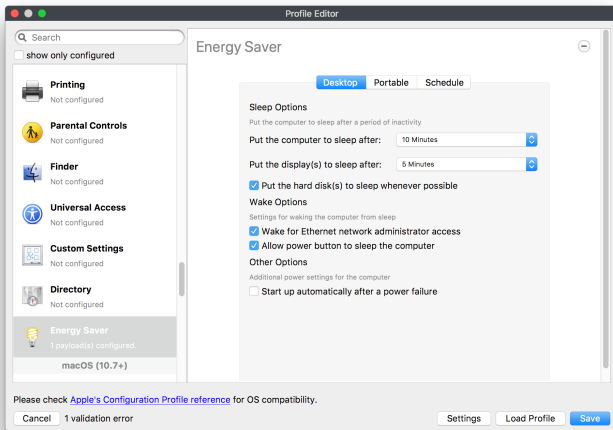 Profile Editor
Search
show only configured
Printing
Not configured
Parental Controls
Not configured
Finder
Not configured
Universal Access
Not configured
Custom Settings
Not configured
Directory
Not configured
Energy Saver
1 payload(s) configured.
macOS (10.7+)
Energy Saver
Desktop Portable Schedule
Sleep Options
Put the computer to sleep after a period of inactivity
Put the computer to sleep after: 10 Minutes
Put the display(s) to sleep after: 5 Minutes
Put the hard disk(s) to sleep whenever possible
Wake Options
Settings for waking the computer from sleep
Wake for Ethernet network administrator access
Allow power button to sleep the computer
Other Options
Additional power settings for the computer
Start up automatically after a power failure
Please check Apple's Configuration Profile reference for OS compatibility.
Cancel 1 validation error Settings Load Profile Save